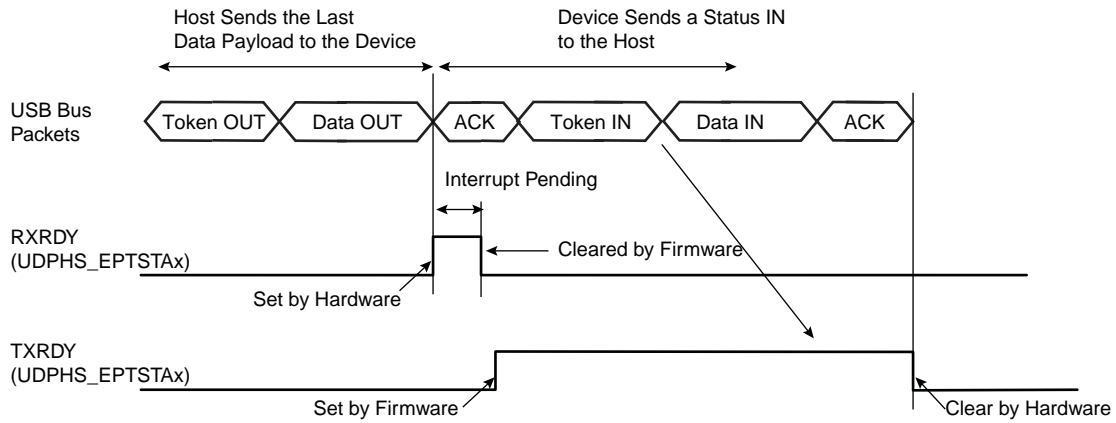 Host Sends the Last
Data Payload to the Device
Device Sends a Status IN
to the Host
USB Bus
Packets
Token OUT
Data OUT
ACK
Token IN
Data IN
ACK
Interrupt Pending
RXRDY
(UDPHS_EPTSTAx)
Set by Hardware
Cleared by Firmware
TXRDY
(UDPHS_EPTSTAx)
Set by Firmware
Clear by Hardware